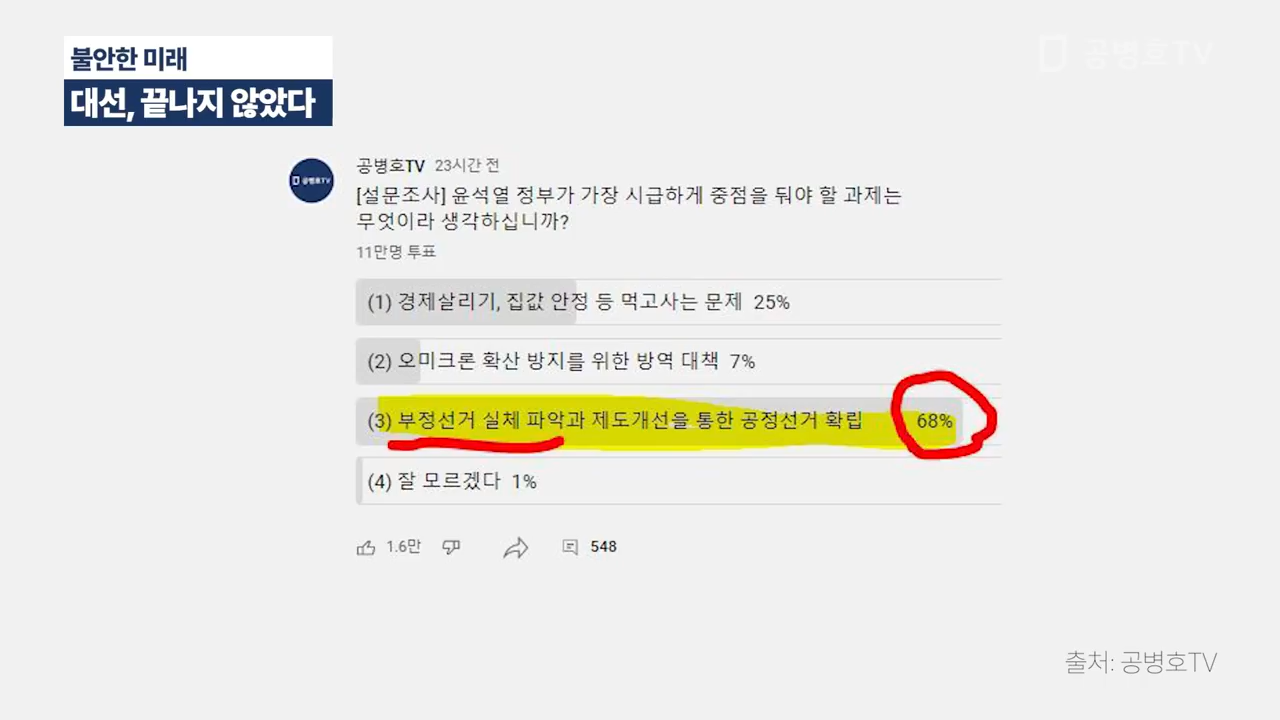 불안한 미래
공병호TV
대선, 끝나지 않았다
공병호TV 23시간 전
공병호TV
[설문조사] 윤석열 정부가 가장 시급하게 중점을 둬야 할 과제는
무엇이라 생각하십니까?
11만명 투표
(1) 경제살리기, 집값 안정 등 먹고사는 문제 25%
(2) 오미크론 확산 방지를 위한 방역 대책 7%
(3) 부정선거 실체 파악과 제도개선을 통한 공정선거 확립 68%
(4) 잘 모르겠다 1%
1.6만 548
출처: 공병호TV